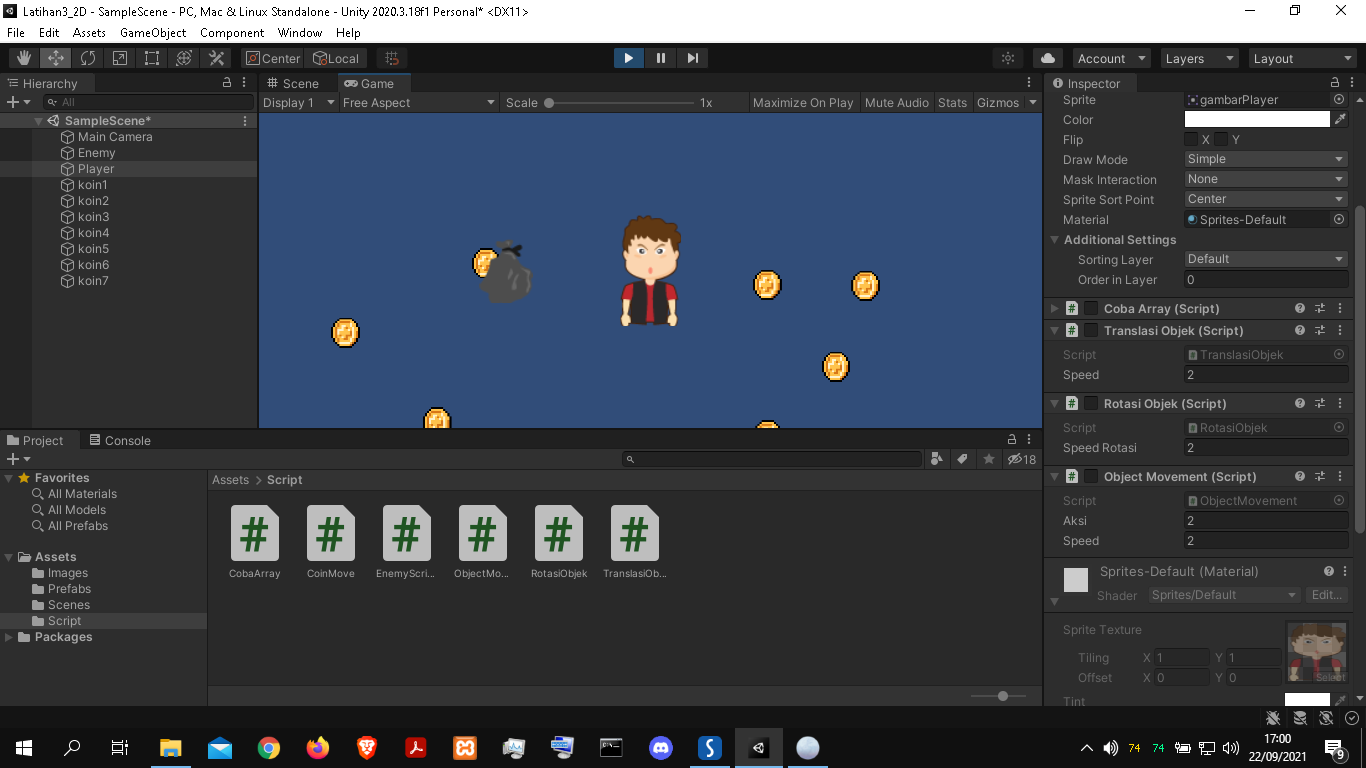 Latihan3_2D - SampleScene - PC, Mac & Linux Standalone - Unity 2020.3.18f1 Personal* <DX11>
File Edit Assets GameObject Component Window Help
Center Local Account Layers Layout
Hierarchy
All
SampleScene*
Main Camera
Enemy
Player
koin1
koin2
koin3
koin4
koin5
koin6
koin7
Scene Game
Display 1 Free Aspect Scale 1x Maximize On Play Mute Audio Stats Gizmos
Inspector
Sprite gambarPlayer
Color
Flip X Y
Draw Mode Simple
Mask Interaction None
Sprite Sort Point Center
Material Sprites-Default
Additional Settings
Sorting Layer Default
Order in Layer 0
# Coba Array (Script)
# Translasi Objek (Script)
Script TranslasiObjek
Speed 2
# Rotasi Objek (Script)
Script RotasiObjek
Speed Rotasi 2
# Object Movement (Script)
Script ObjectMovement
Aksi 2
Speed 2
Sprites-Default (Material)
Shader Sprites/Default Edit...
Sprite Texture
Select
Tiling X 1 Y 1
Offset X 0 Y 0
Tint
Project Console
18
Favorites
All Materials
All Models
All Prefabs
Assets
Images
Prefabs
Scenes
Script
Packages
Assets > Script
# # # # # #
CobaArray CoinMove EnemyScri... ObjectMo... RotasiObjek TranslasiOb...
74 74 17:00
22/09/2021
9